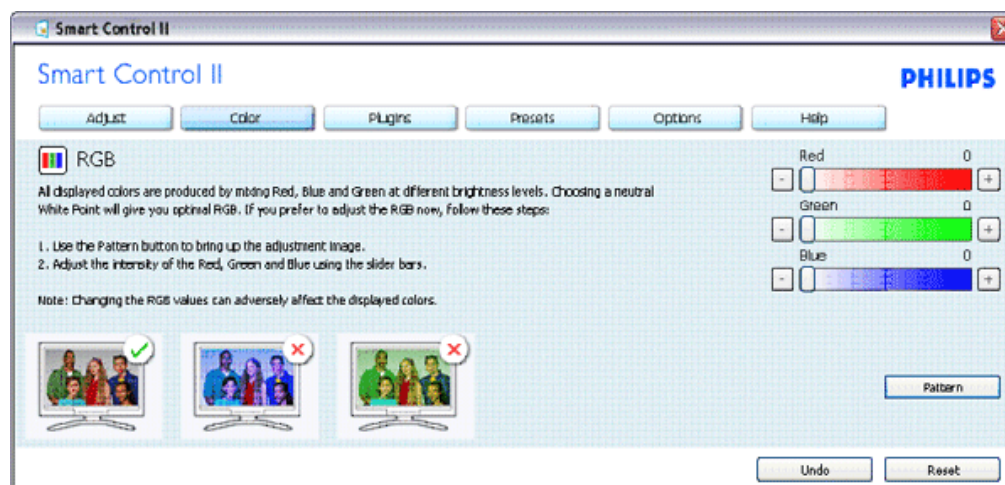 Smart Control II
Smart Control II
PHILIPS
Adjust Color Plugins Presets Options Help
RGB
All displayed colors are produced by mixing Red, Blue and Green at different brightness levels. Choosing a neutral
White Point will give you optimal RGB. If you prefer to adjust the RGB now, follow these steps:
1. Use the Pattern button to bring up the adjustment image.
2. Adjust the intensity of the Red, Green and Blue using the slider bars.
Note: Changing the RGB values can adversely affect the displayed colors.
Red 0
- +
Green 0
- +
Blue 0
- +
Pattern
Undo Reset